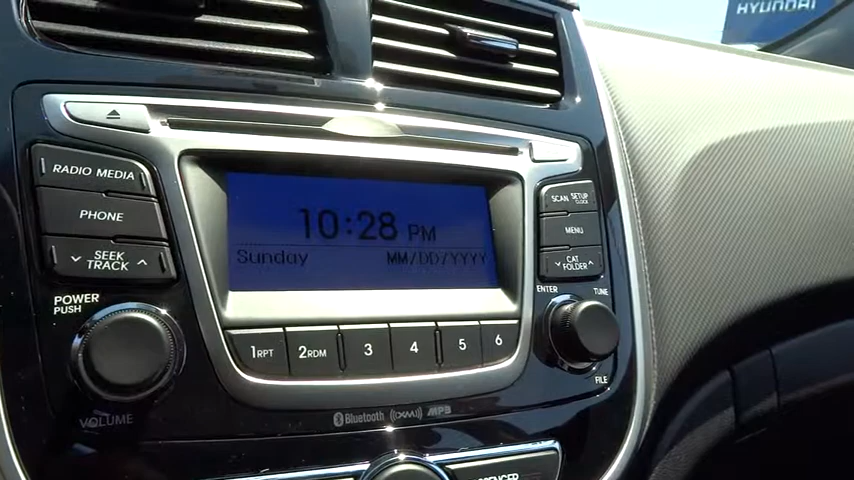 HYUNDAI
RADIO MEDIA
PHONE
SEEK
TRACK
POWER
PUSH
VOLUME
10:28 PM
Sunday MM/DD/YYYY
1RPT 2RDM 3 4 5 6
Bluetooth ((XM)) MP3
SCAN SETUP
CLOCK
MENU
CAT
FOLDER
ENTER TUNE
FILE